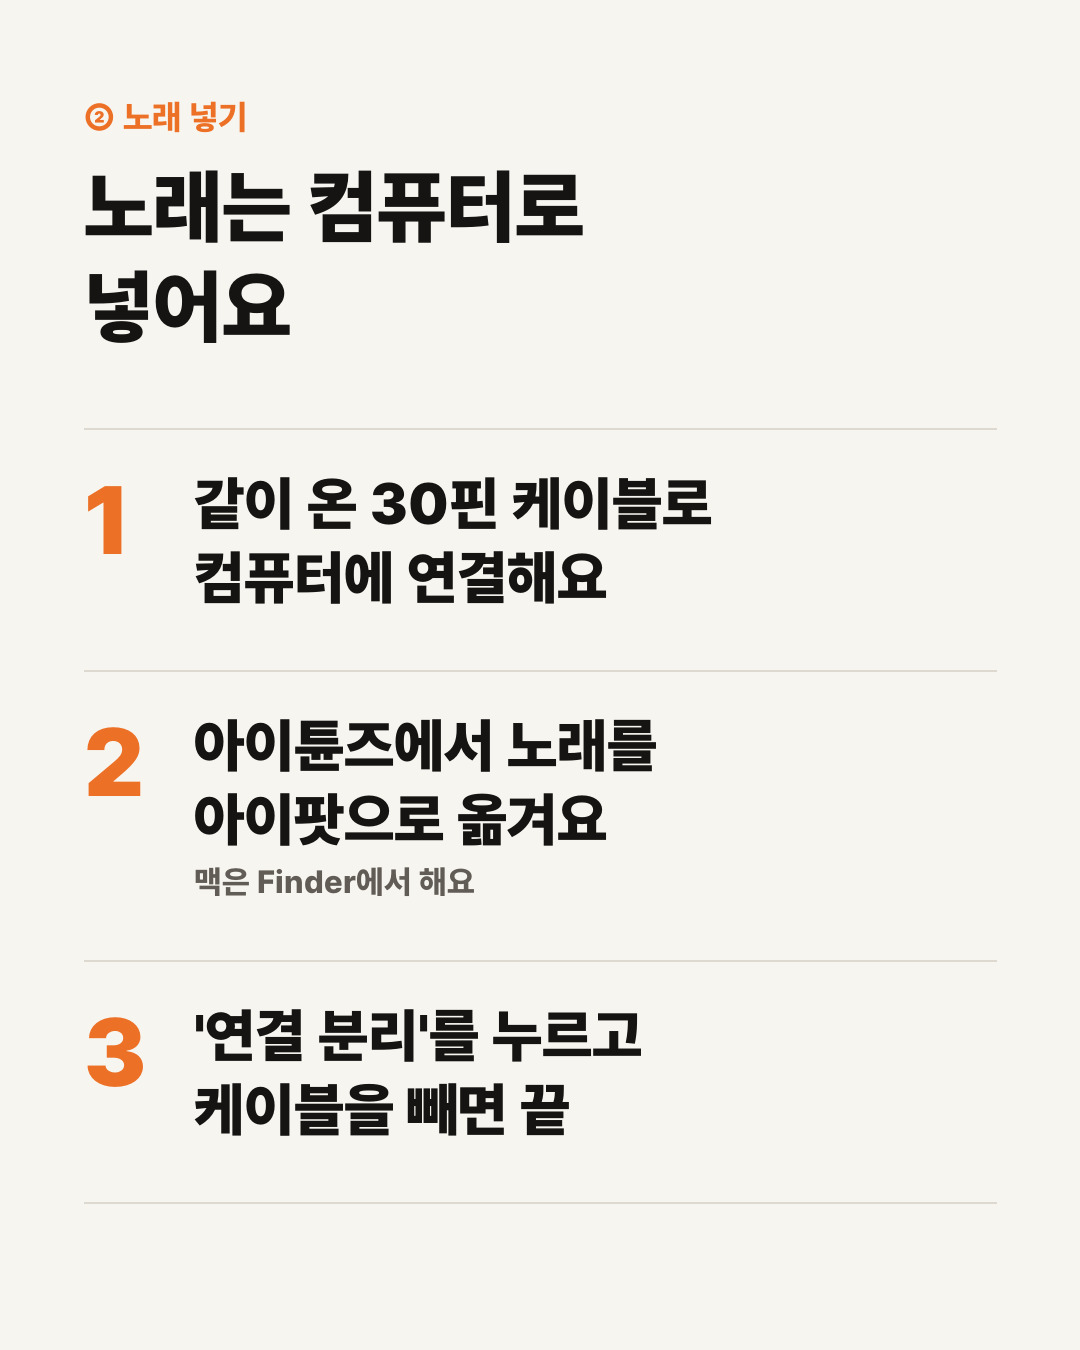 ② 노래 넣기
노래는 컴퓨터로
넣어요
1
같이 온 30핀 케이블로
컴퓨터에 연결해요
2
아이튠즈에서 노래를
아이팟으로 옮겨요
맥은 Finder에서 해요
3
'연결 분리'를 누르고
케이블을 빼면 끝